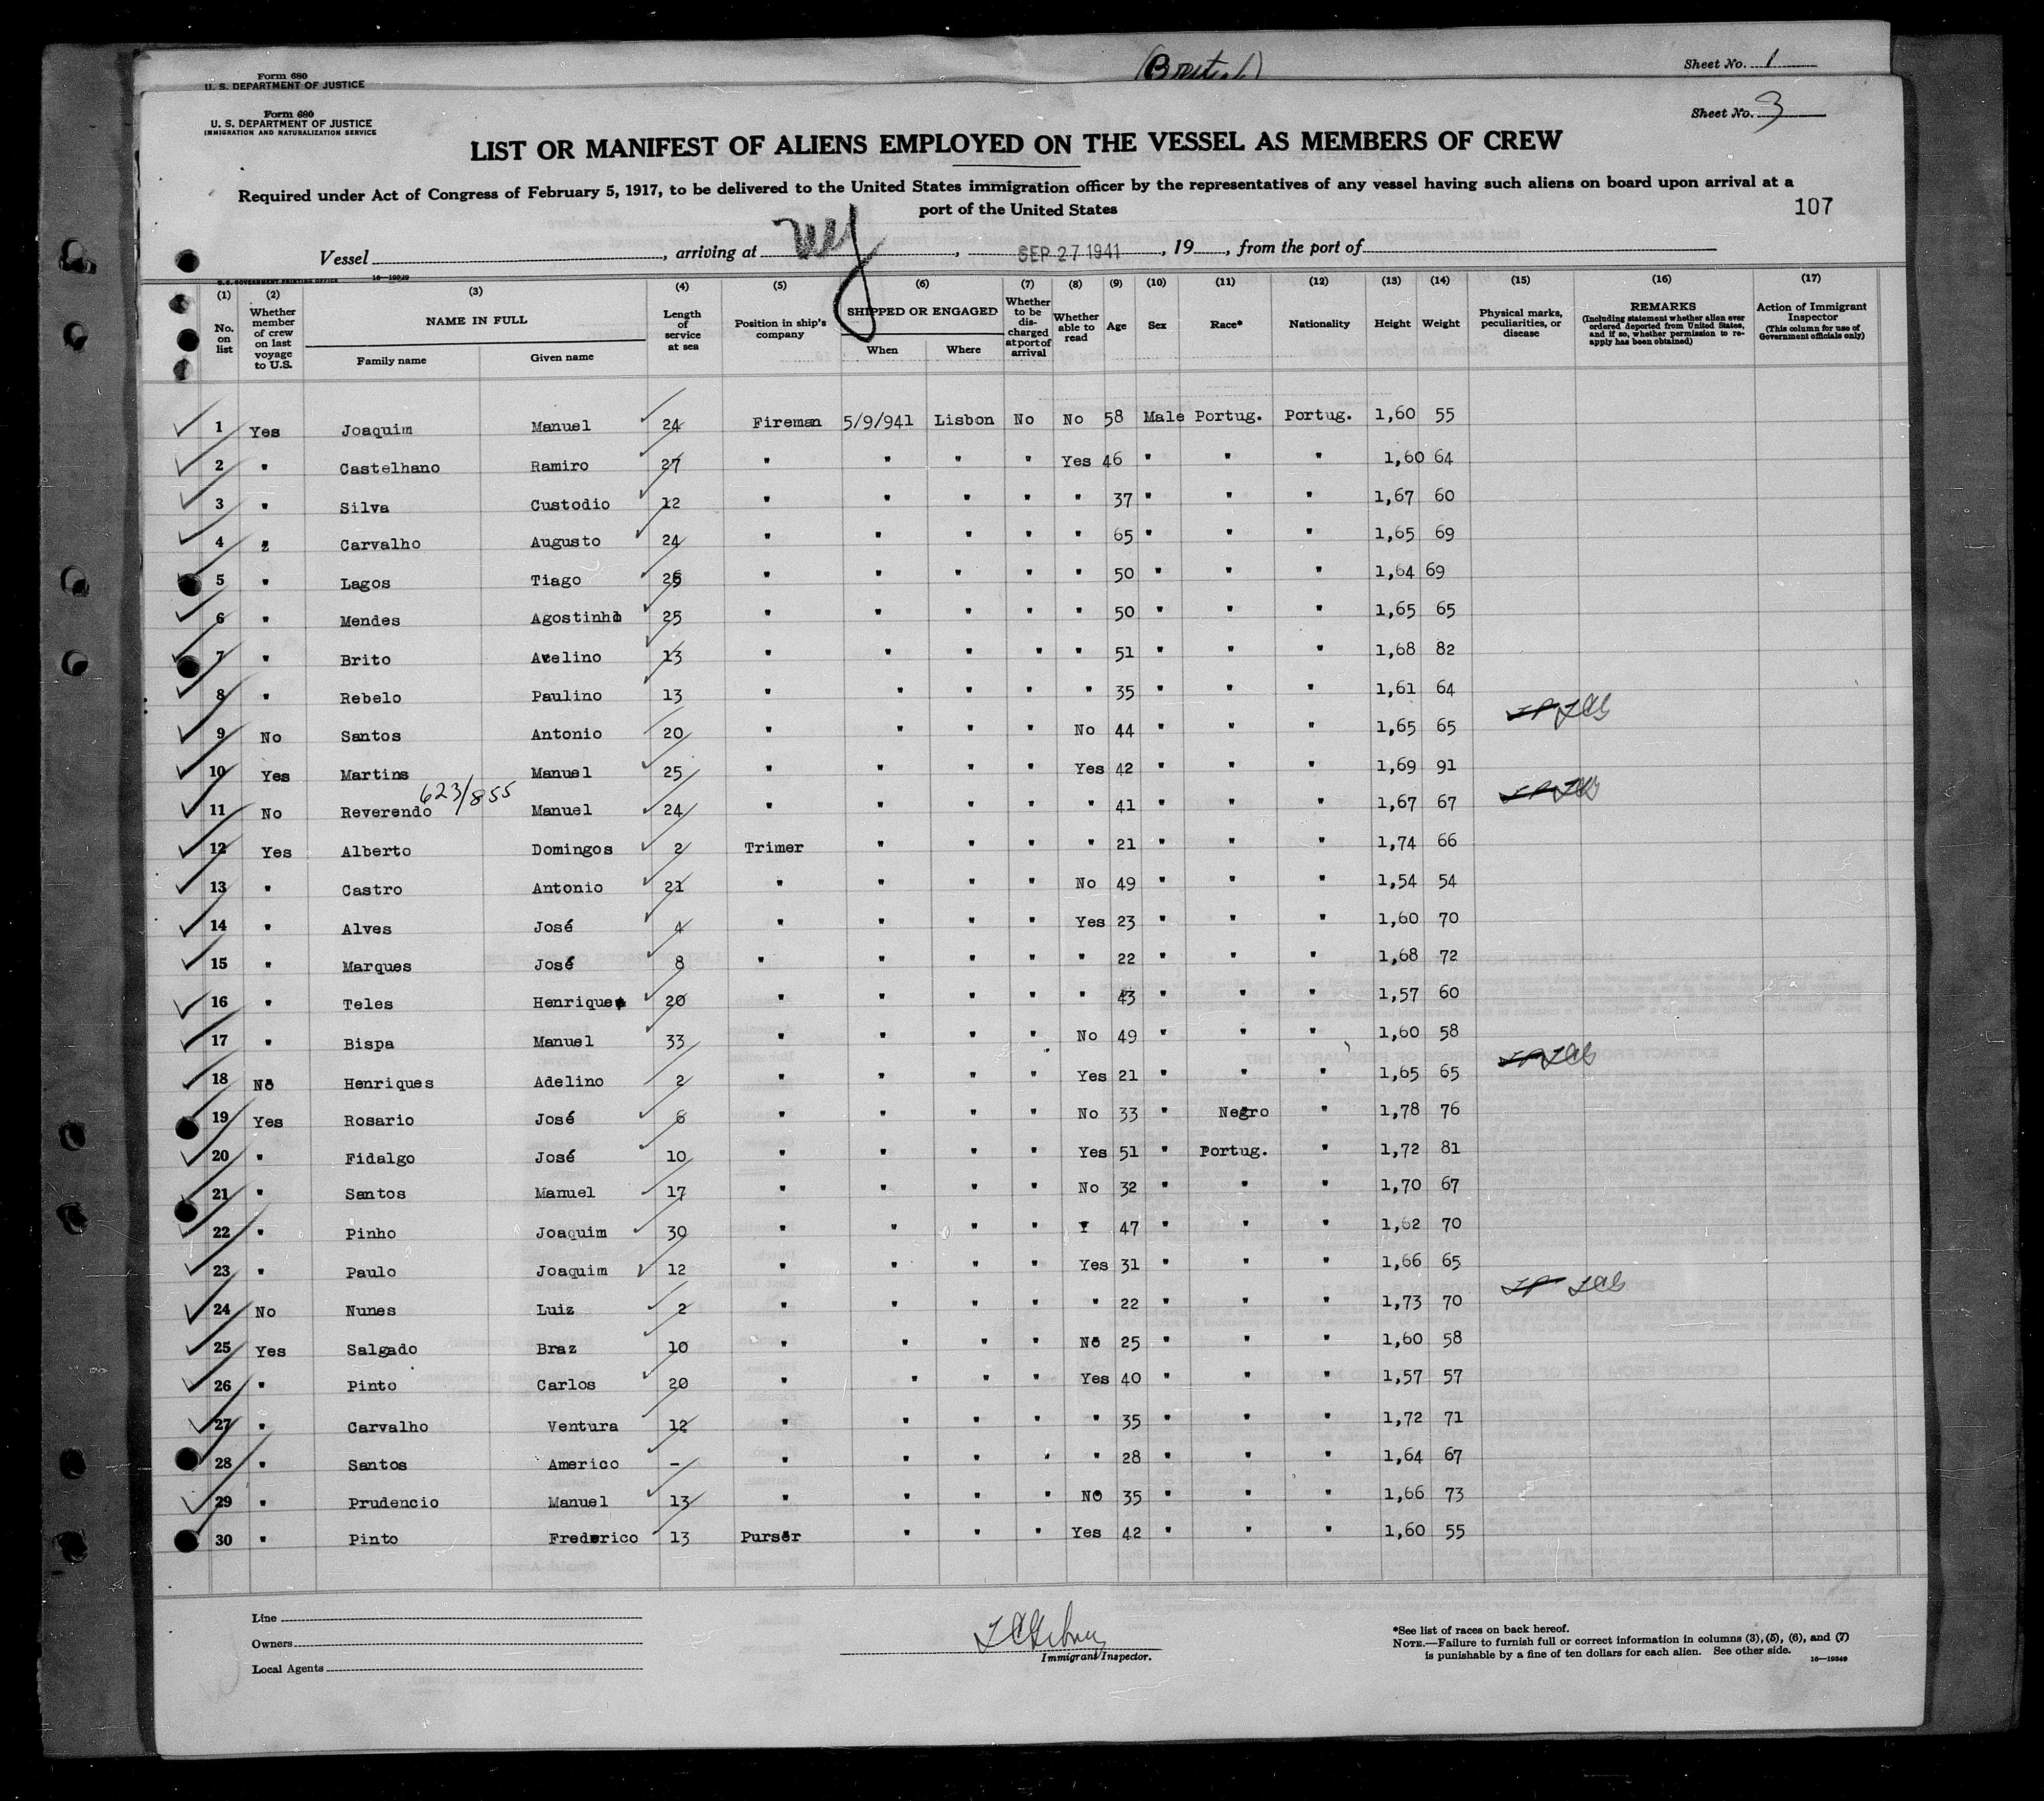 Form 680
U. S. DEPARTMENT OF JUSTICE
Sheet No. 1
Form 680
U. S. DEPARTMENT OF JUSTICE
IMMIGRATION AND NATURALIZATION SERVICE
Sheet No. 3
LIST OR MANIFEST OF ALIENS EMPLOYED ON THE VESSEL AS MEMBERS OF CREW
Required under Act of Congress of February 5, 1917, to be delivered to the United States immigration officer by the representatives of any vessel having such aliens on board upon arrival at a
port of the United States
107
Vessel , arriving at , SEP 27 1941 , 19 , from the port of
U. S. GOVERNMENT PRINTING OFFICE 16—19249
(1) No. on list (2) Whether member of crew on last voyage to U.S. (3) NAME IN FULL Family name Given name (4) Length of service at sea (5) Position in ship's company (6) SHIPPED OR ENGAGED When Where (7) Whether to be discharged at port of arrival (8) Whether able to read (9) Age (10) Sex (11) Race* (12) Nationality (13) Height (14) Weight (15) Physical marks, peculiarities, or disease (16) REMARKS (Including statement whether alien ever ordered deported from United States, and if so, whether permission to re-apply has been obtained) (17) Action of Immigrant Inspector (This column for use of Government officials only)
1 Yes Joaquim Manuel 24 Fireman 5/9/941 Lisbon No No 58 Male Portug. Portug. 1,60 55
2 " Castelhano Ramiro 27 " " " " Yes 46 " " " 1,60 64
3 " Silva Custodio 12 " " " " " 37 " " " 1,67 60
4 " Carvalho Augusto 24 " " " " " 65 " " " 1,65 69
5 " Lagos Tiago 26 " " " " " 50 " " " 1,64 69
6 " Mendes Agostinho 25 " " " " " 50 " " " 1,65 65
7 " Brito Avelino 13 " " " " " 51 " " " 1,68 82
8 " Rebelo Paulino 13 " " " " " 35 " " " 1,61 64
9 No Santos Antonio 20 " " " " No 44 " " " 1,65 65
10 Yes Martins Manuel 25 " " " " Yes 42 " " " 1,69 91
623/855
11 No Reverendo Manuel 24 " " " " " 41 " " " 1,67 67
12 Yes Alberto Domingos 2 Trimer " " " " 21 " " " 1,74 66
13 " Castro Antonio 21 " " " " No 49 " " " 1,54 54
14 " Alves José 4 " " " " Yes 23 " " " 1,60 70
15 " Marques José 8 " " " " " 22 " " " 1,68 72
16 " Teles Henrique 20 " " " " " 43 " " " 1,57 60
17 " Bispa Manuel 33 " " " " No 49 " " " 1,60 58
18 No Henriques Adelino 2 " " " " Yes 21 " " " 1,65 65
19 Yes Rosario José 6 " " " " No 33 " Negro " 1,78 76
20 " Fidalgo José 10 " " " " Yes 51 " Portug. " 1,72 81
21 " Santos Manuel 17 " " " " No 32 " " " 1,70 67
22 " Pinho Joaquim 30 " " " " " 47 " " " 1,62 70
23 " Paulo Joaquim 12 " " " " Yes 31 " " " 1,66 65
24 No Nunes Luiz 2 " " " " " 22 " " " 1,73 70
25 Yes Salgado Braz 10 " " " " No 25 " " " 1,60 58
26 " Pinto Carlos 20 " " " " Yes 40 " " " 1,57 57
27 " Carvalho Ventura 12 " " " " " 35 " " " 1,72 71
28 " Santos Americo - " " " " " 28 " " " 1,64 67
29 " Prudencio Manuel 13 " " " " No 35 " " " 1,66 73
30 " Pinto Frederico 13 Purser " " " Yes 42 " " " 1,60 55
Line
Owners
Local Agents
Immigrant Inspector.
*See list of races on back hereof.
NOTE.—Failure to furnish full or correct information in columns (3), (5), (6), and (7)
is punishable by a fine of ten dollars for each alien. See other side. 16—19249